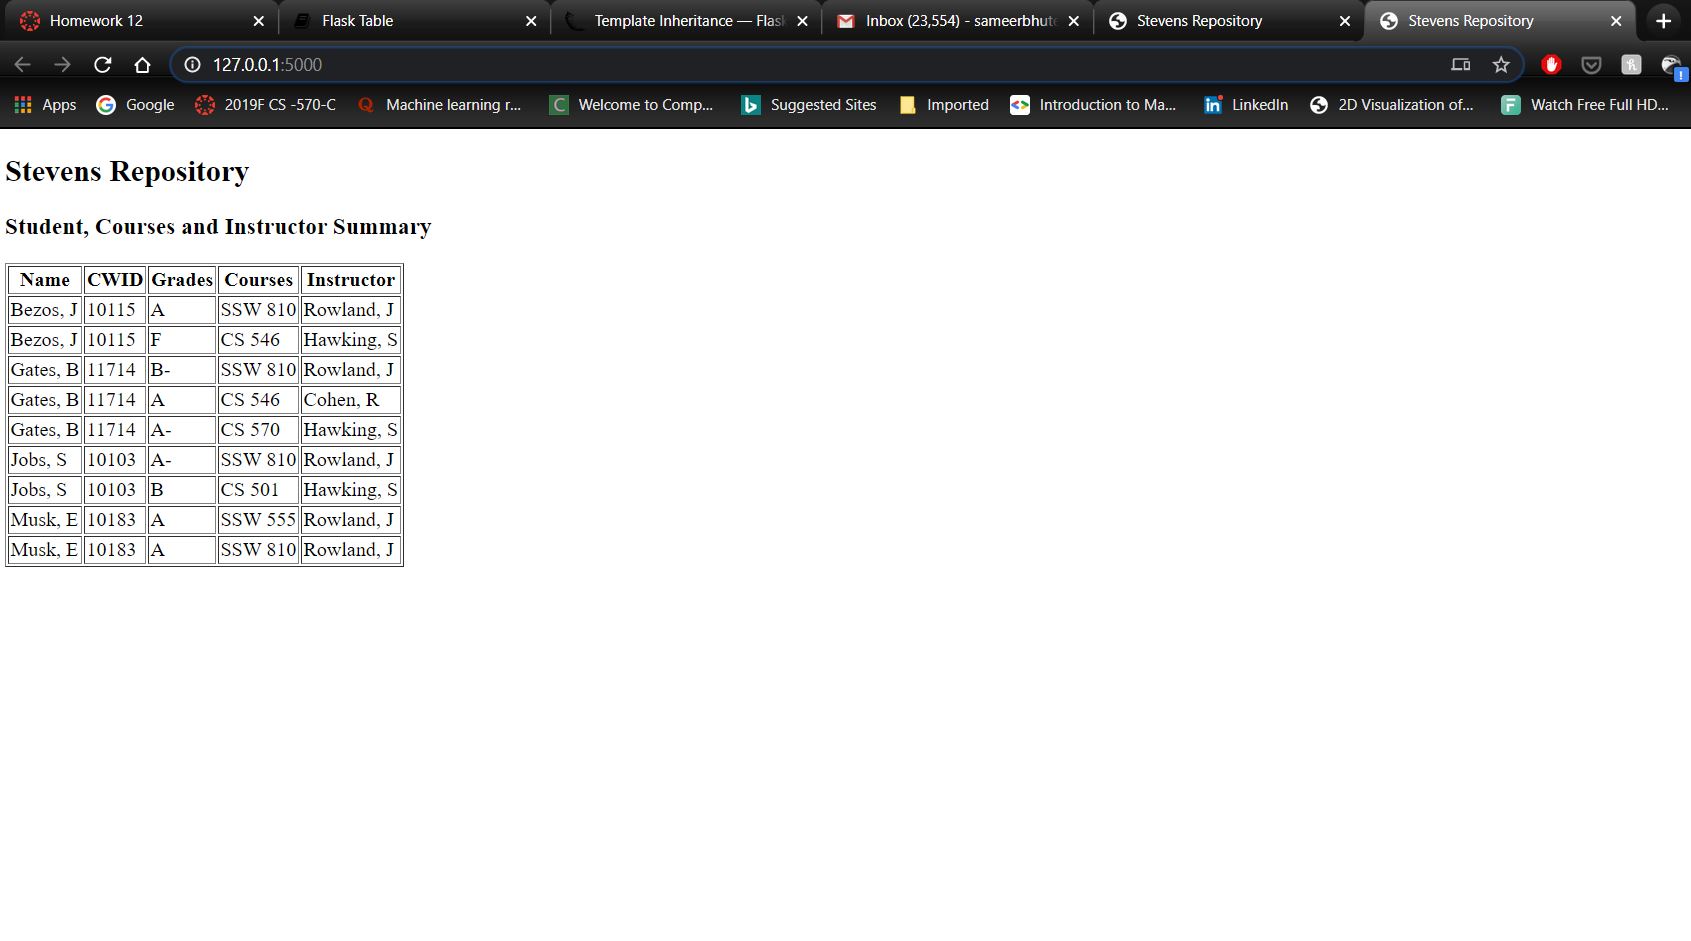 Homework 12 Flask Table Template Inheritance — Flask Inbox (23,554) - sameerbhute Stevens Repository Stevens Repository
127.0.0.1:5000
Apps Google 2019F CS -570-C Machine learning r... Welcome to Comp... Suggested Sites Imported Introduction to Ma... LinkedIn 2D Visualization of... Watch Free Full HD...
Stevens Repository
Student, Courses and Instructor Summary
Name CWID Grades Courses Instructor
Bezos, J 10115 A SSW 810 Rowland, J
Bezos, J 10115 F CS 546 Hawking, S
Gates, B 11714 B- SSW 810 Rowland, J
Gates, B 11714 A CS 546 Cohen, R
Gates, B 11714 A- CS 570 Hawking, S
Jobs, S 10103 A- SSW 810 Rowland, J
Jobs, S 10103 B CS 501 Hawking, S
Musk, E 10183 A SSW 555 Rowland, J
Musk, E 10183 A SSW 810 Rowland, J